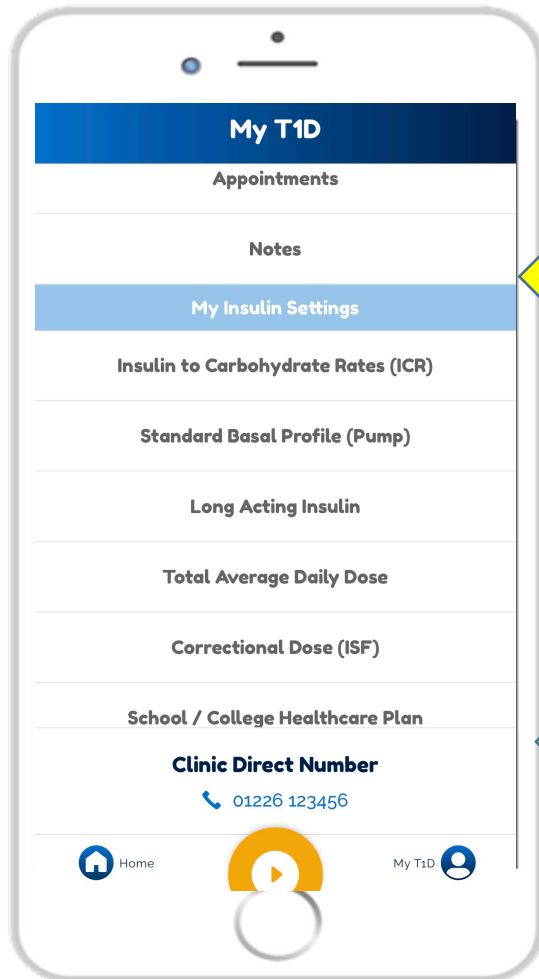 My T1D
Appointments
Notes
My Insulin Settings
Insulin to Carbohydrate Rates (ICR)
Standard Basal Profile (Pump)
Long Acting Insulin
Total Average Daily Dose
Correctional Dose (ISF)
School / College Healthcare Plan
Clinic Direct Number
01226 123456
Home
My T1D